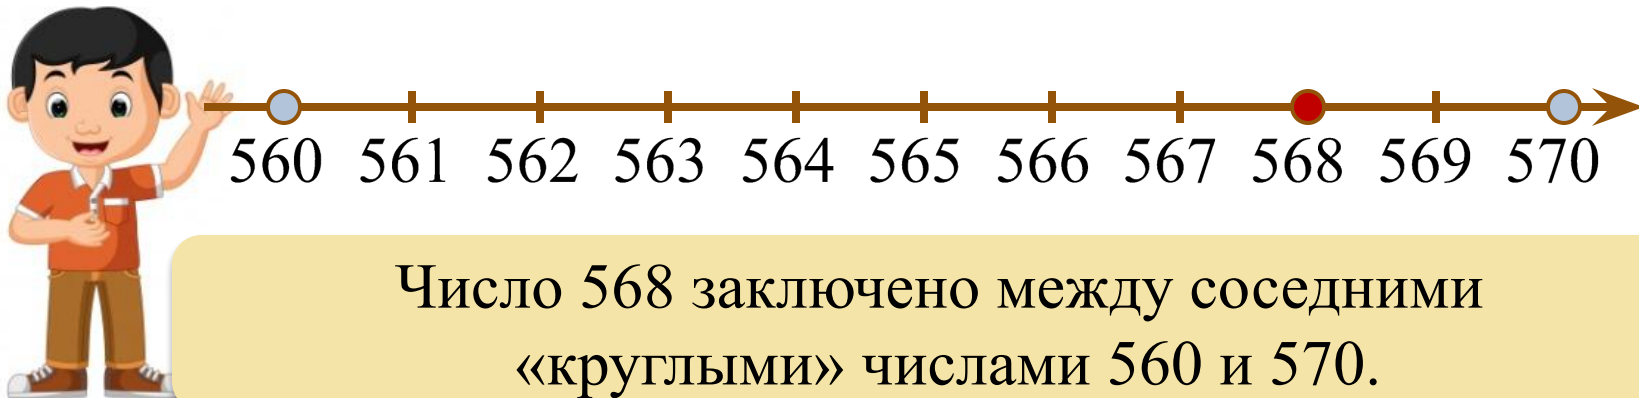 560 561 562 563 564 565 566 567 568 569 570
Число 568 заключено между соседними
«круглыми» числами 560 и 570.